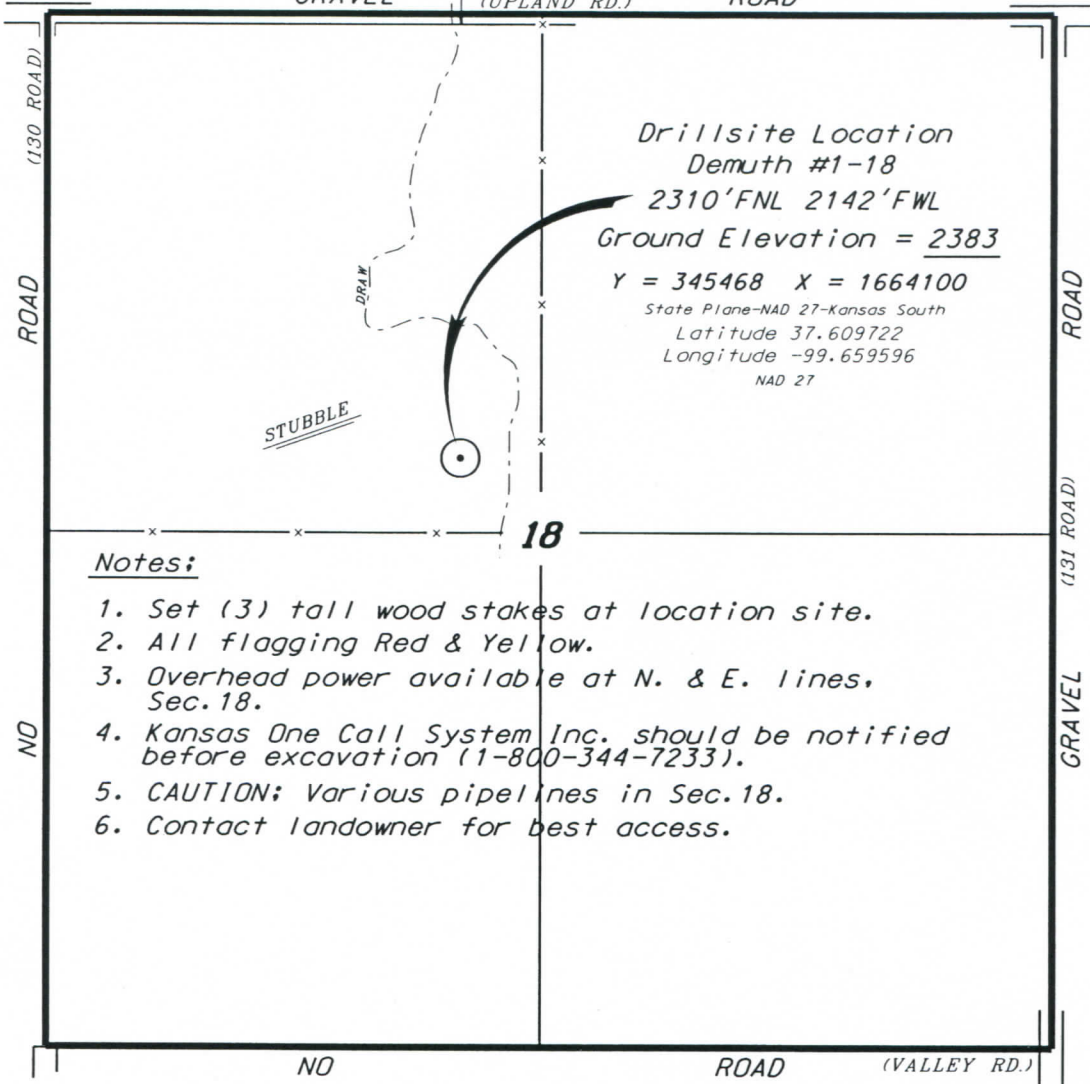 GRAVEL (UPLAND RD.) ROAD
(130 ROAD)
ROAD
NO
Drillsite Location
Demuth #1-18
2310'FNL 2142'FWL
Ground Elevation = 2383
Y = 345468 X = 1664100
State Plane-NAD 27-Kansas South
Latitude 37.609722
Longitude -99.659596
NAD 27
DRAW
STUBBLE
ROAD
(131 ROAD)
GRAVEL
18
Notes:
1. Set (3) tall wood stakes at location site.
2. All flagging Red & Yellow.
3. Overhead power available at N. & E. lines,
Sec. 18.
4. Kansas One Call System Inc. should be notified
before excavation (1-800-344-7233).
5. CAUTION: Various pipelines in Sec. 18.
6. Contact landowner for best access.
NO ROAD (VALLEY RD.)